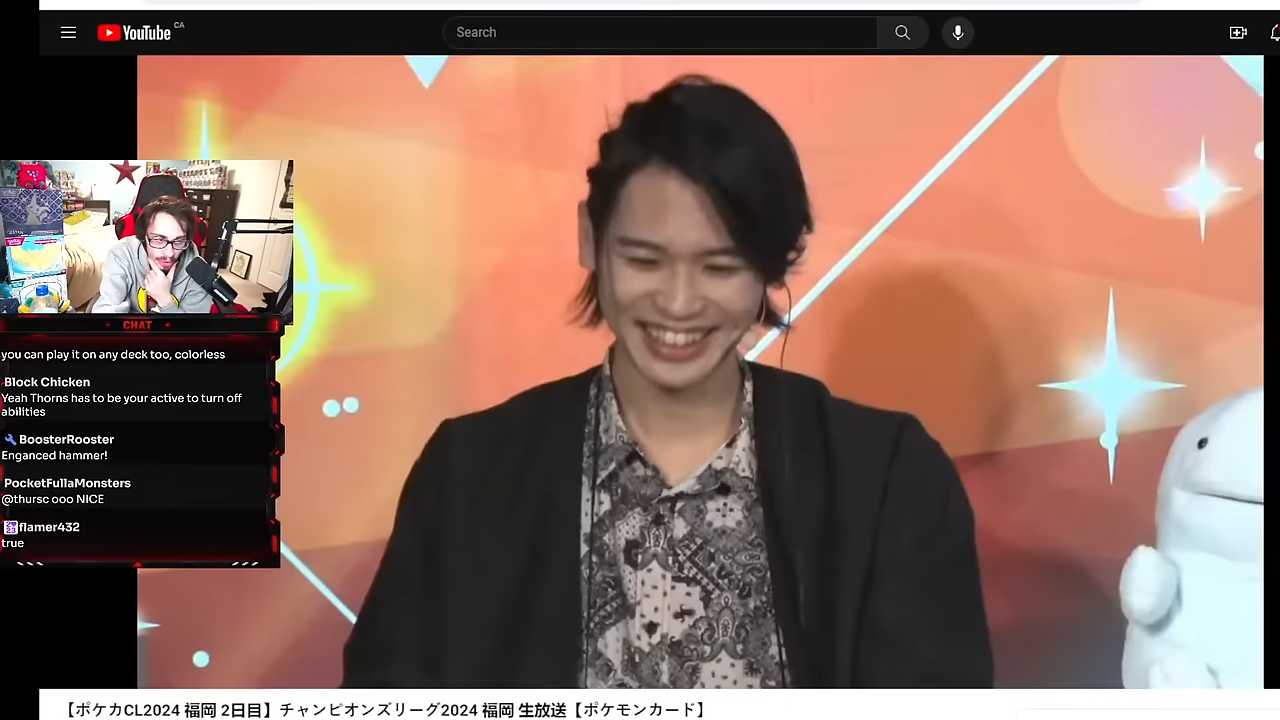 YouTube CA
Search
CHAT
you can play it on any deck too, colorless
Block Chicken
Yeah Thorns has to be your active to turn off
abilities
BoosterRooster
Enganced hammer!
PocketFullaMonsters
@thursc ooo NICE
flamer432
true
【ポケカCL2024 福岡 2日目】チャンピオンズリーグ2024 福岡 生放送【ポケモンカード】